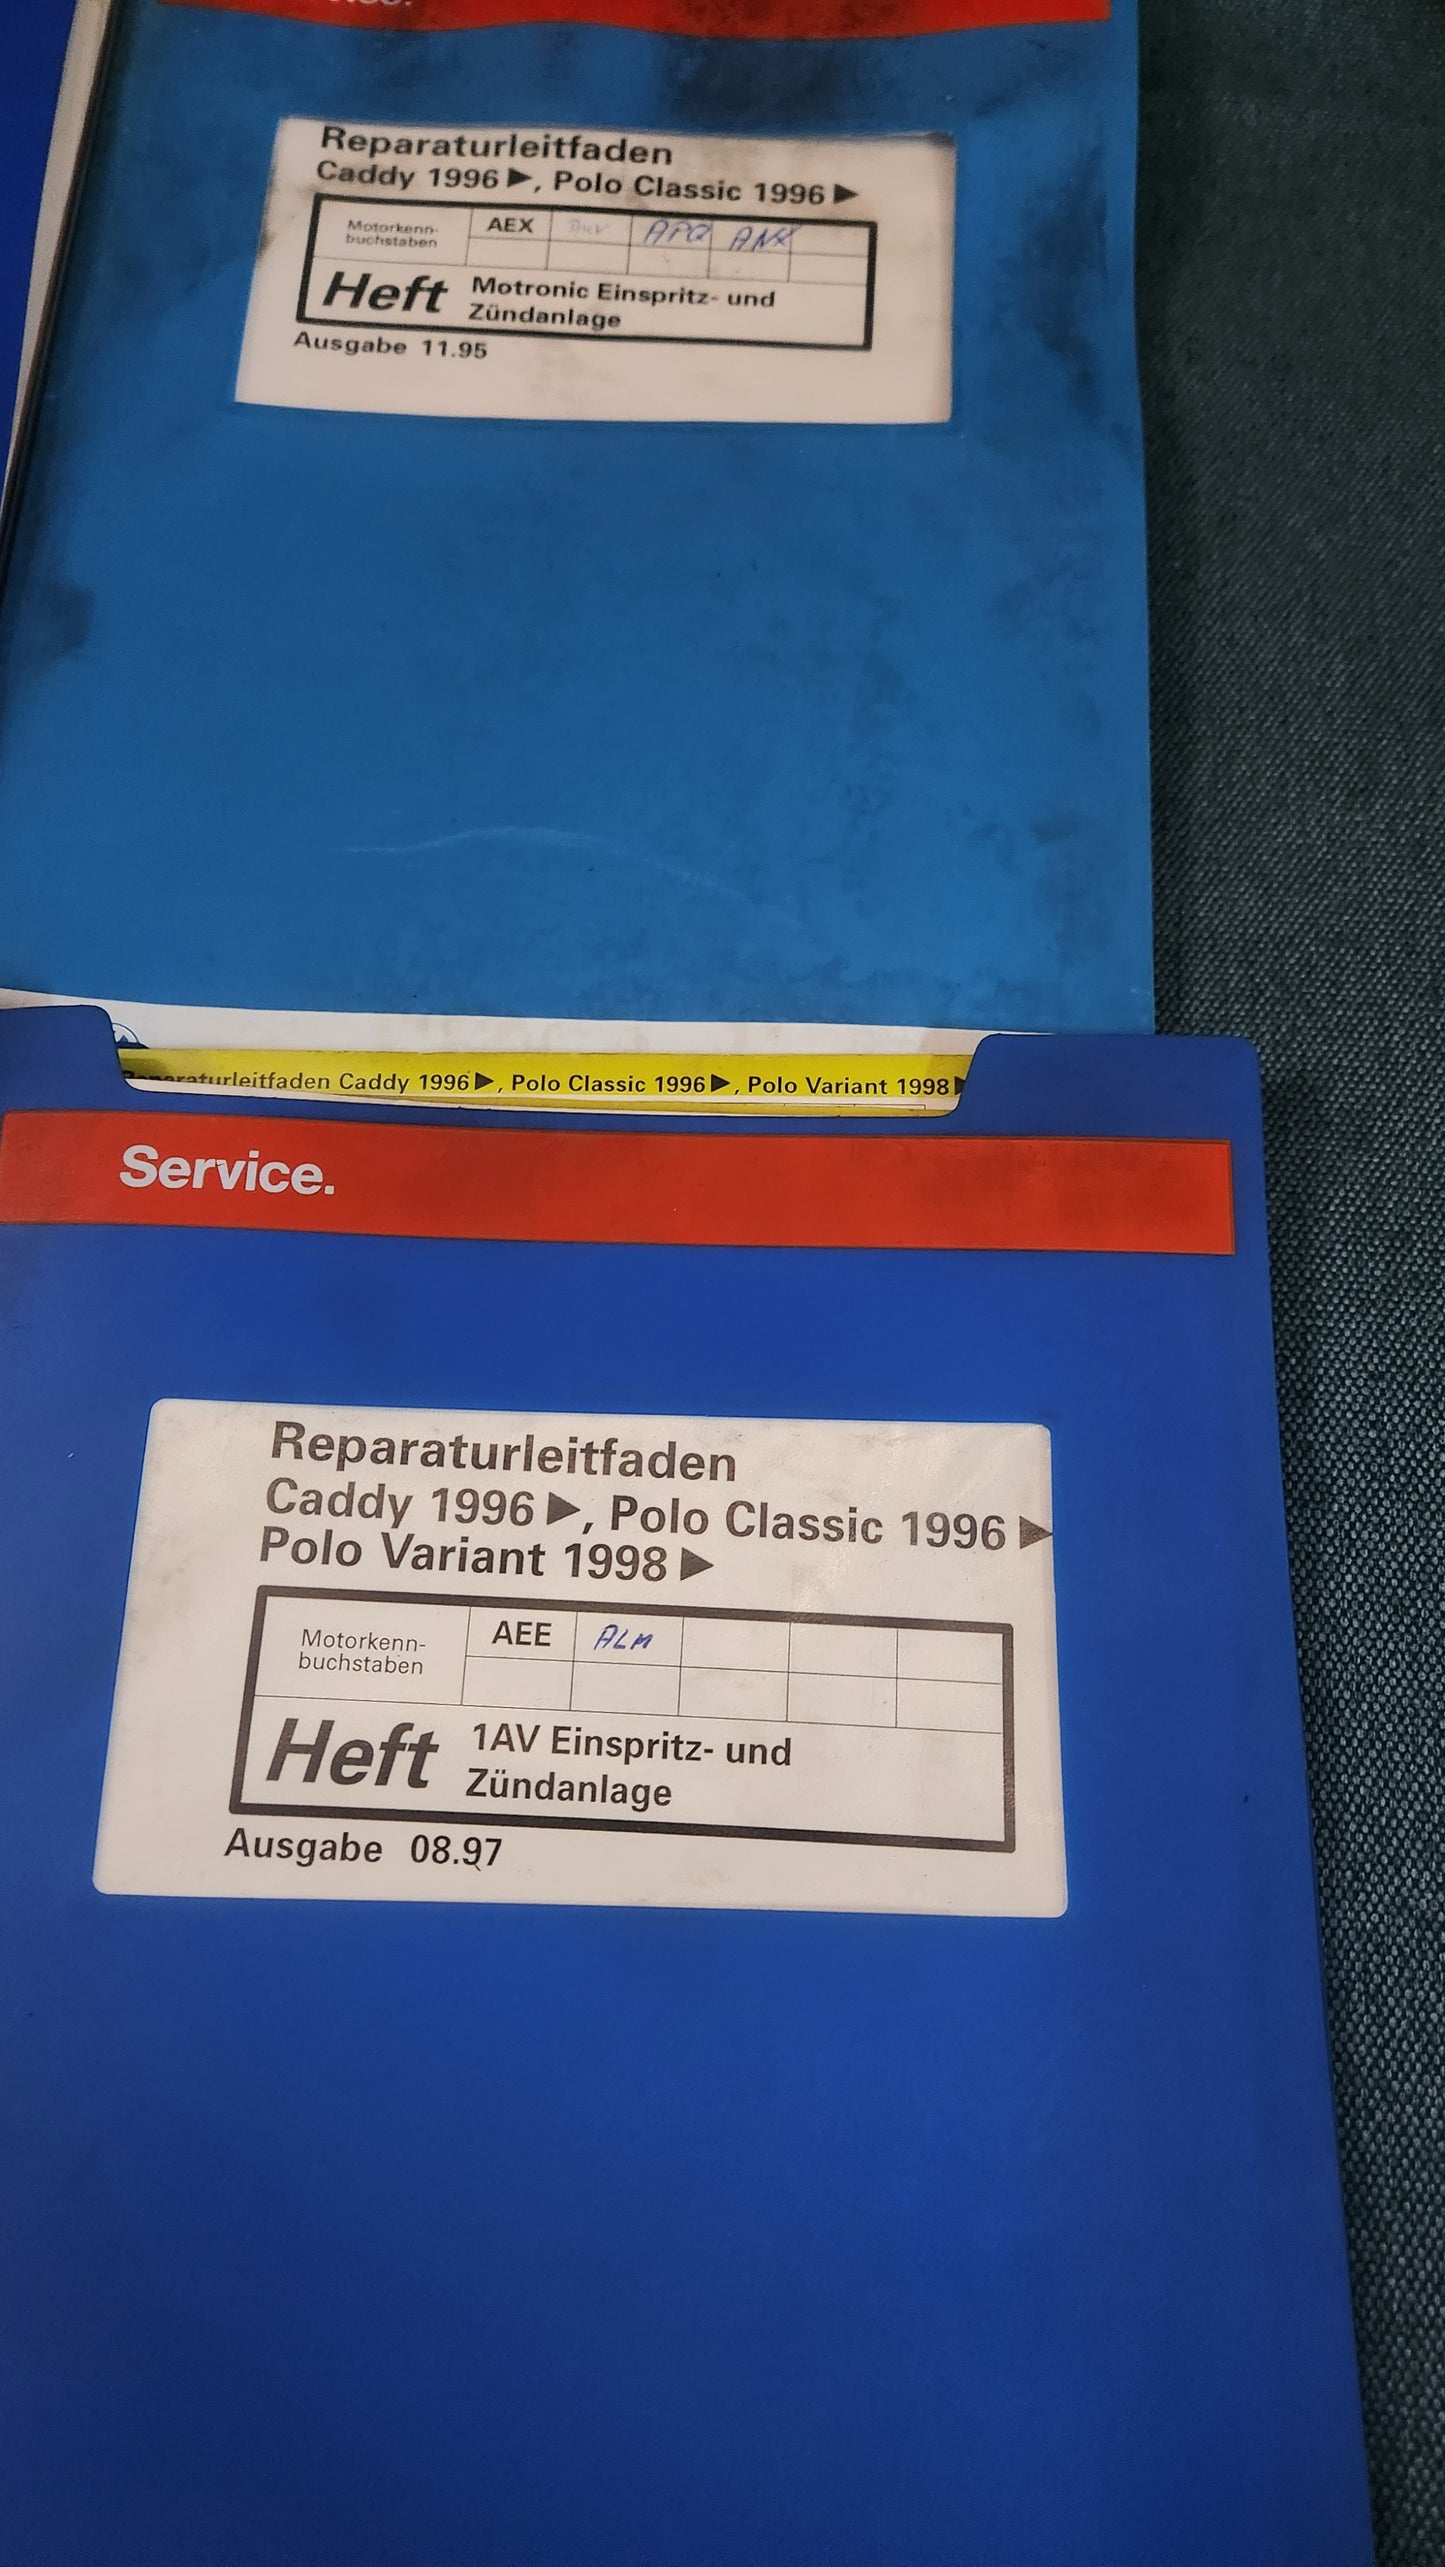 Reparaturleitfaden
Caddy 1996 ▶, Polo Classic 1996 ▶
Motorkenn-
buchstaben
AEX APQ ANX
Heft
Motronic Einspritz- und
Zündanlage
Ausgabe 11.95
Reparaturleitfaden Caddy 1996 ▶, Polo Classic 1996 ▶, Polo Variant 1998 ▶
Service.
Reparaturleitfaden
Caddy 1996 ▶, Polo Classic 1996 ▶
Polo Variant 1998 ▶
Motorkenn-
buchstaben
AEE ALM
Heft
1AV Einspritz- und
Zündanlage
Ausgabe 08.97